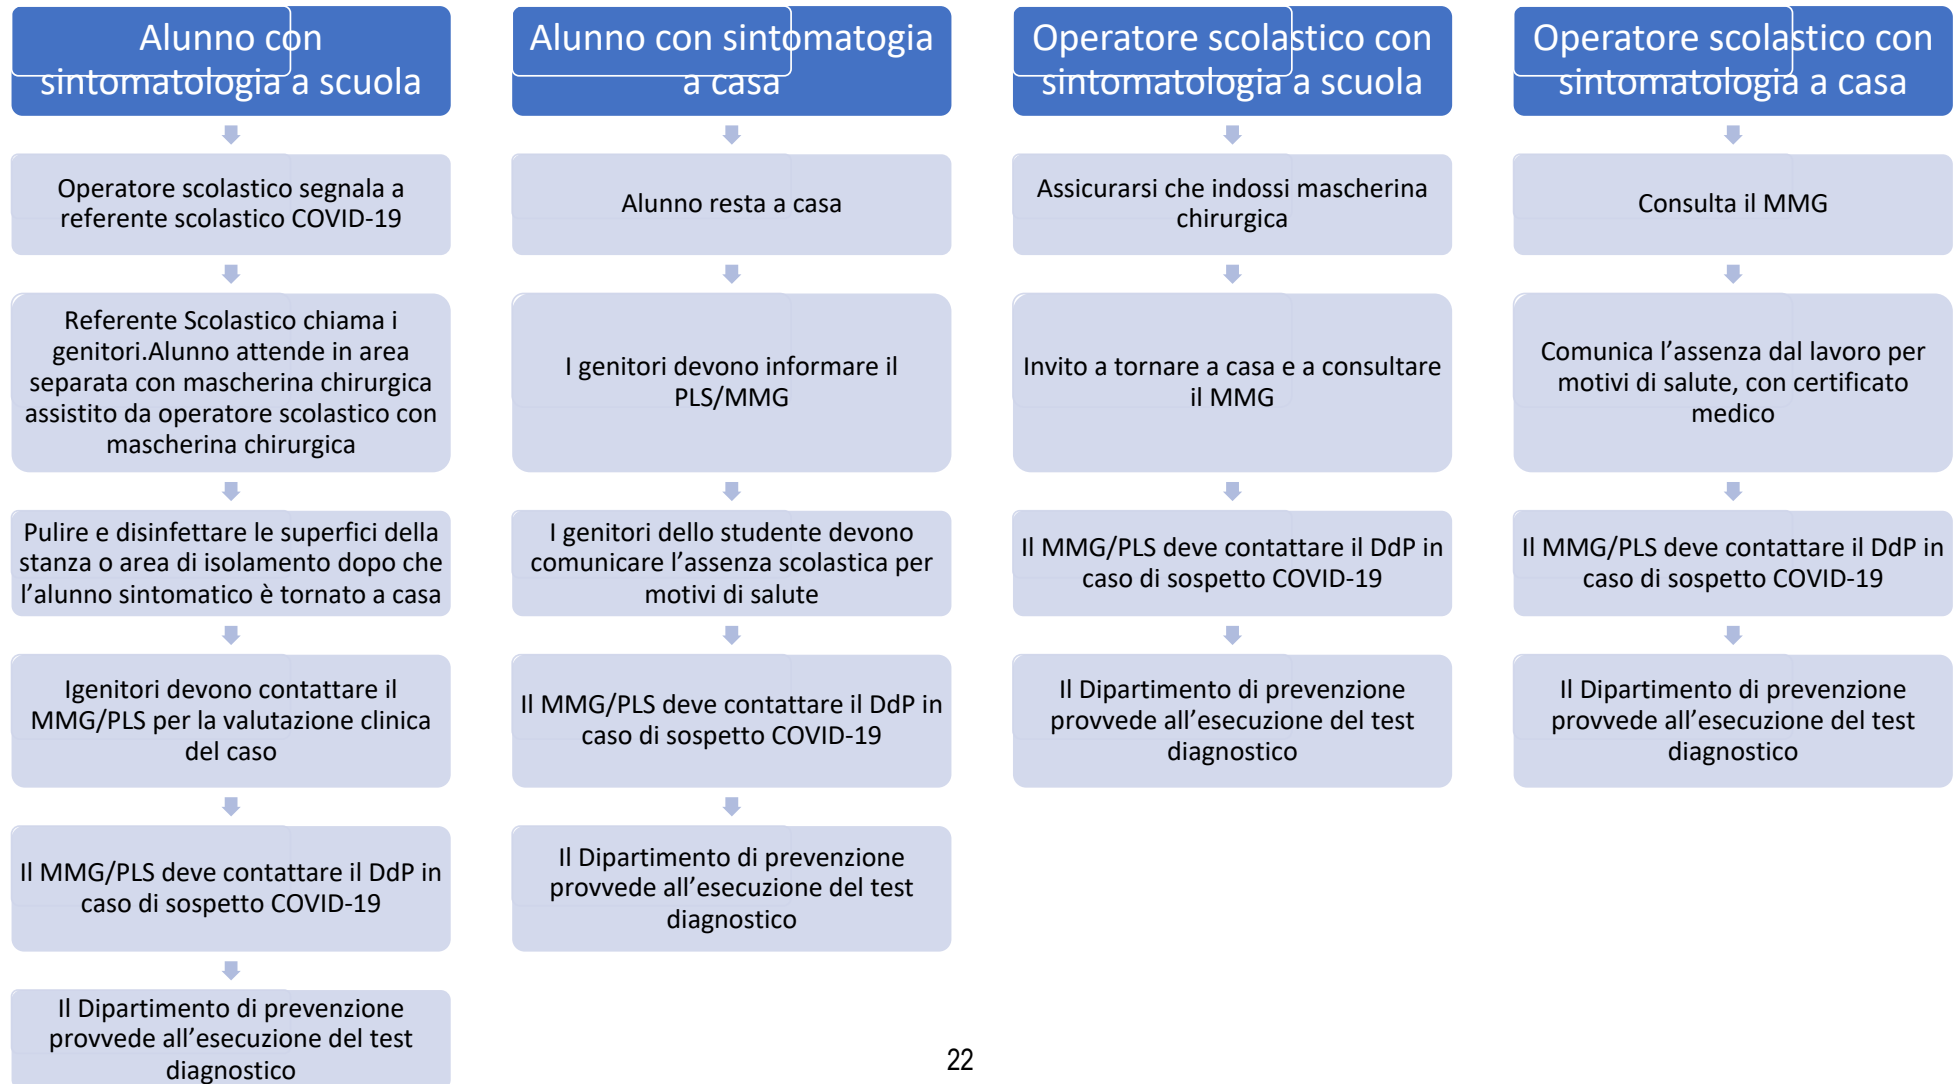 Alunno con
sintomatologia a scuola
Operatore scolastico segnala a
referente scolastico COVID-19
Referente Scolastico chiama i
genitori.Alunno attende in area
separata con mascherina chirurgica
assistito da operatore scolastico con
mascherina chirurgica
Pulire e disinfettare le superfici della
stanza o area di isolamento dopo che
l’alunno sintomatico è tornato a casa
Igenitori devono contattare il
MMG/PLS per la valutazione clinica
del caso
Il MMG/PLS deve contattare il DdP in
caso di sospetto COVID-19
Il Dipartimento di prevenzione
provvede all’esecuzione del test
diagnostico
Alunno con sintomatogia
a casa
Alunno resta a casa
I genitori devono informare il
PLS/MMG
I genitori dello studente devono
comunicare l’assenza scolastica per
motivi di salute
Il MMG/PLS deve contattare il DdP in
caso di sospetto COVID-19
Il Dipartimento di prevenzione
provvede all’esecuzione del test
diagnostico
Operatore scolastico con
sintomatologia a scuola
Assicurarsi che indossi mascherina
chirurgica
Invito a tornare a casa e a consultare
il MMG
Il MMG/PLS deve contattare il DdP in
caso di sospetto COVID-19
Il Dipartimento di prevenzione
provvede all’esecuzione del test
diagnostico
Operatore scolastico con
sintomatologia a casa
Consulta il MMG
Comunica l’assenza dal lavoro per
motivi di salute, con certificato
medico
Il MMG/PLS deve contattare il DdP in
caso di sospetto COVID-19
Il Dipartimento di prevenzione
provvede all’esecuzione del test
diagnostico
22